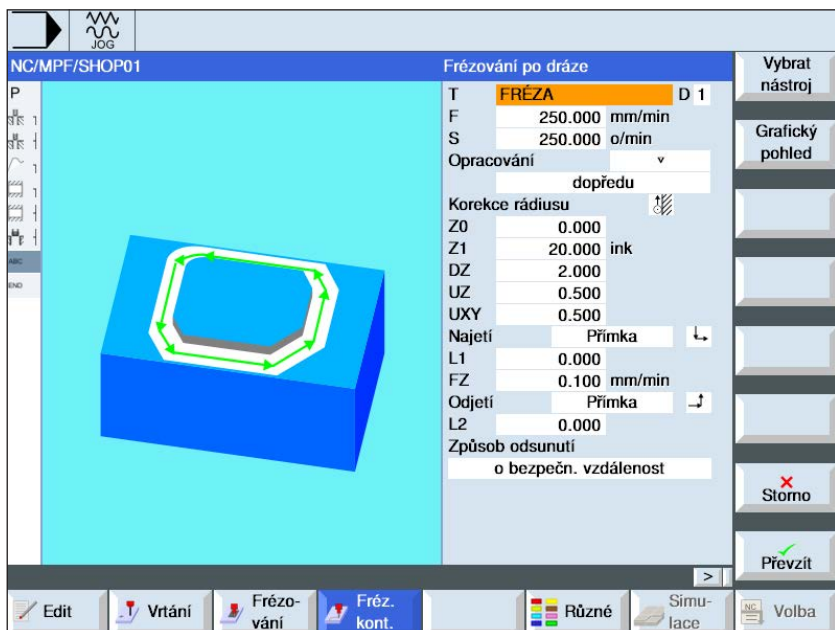 JOG
NC/MPF/SHOP01
Frézování po dráze
P
T FRÉZA D 1
F 250.000 mm/min
S 250.000 o/min
Opracování v
dopředu
Korekce rádiusu
Z0 0.000
Z1 20.000 ink
DZ 2.000
UZ 0.500
UXY 0.500
Najetí Přímka
L1 0.000
FZ 0.100 mm/min
Odjetí Přímka
L2 0.000
Způsob odsunutí
o bezpečn. vzdálenost
ABC
END
Vybrat
nástroj
Grafický
pohled
Storno
Převzít
>
Edit
Vrtání
Frézo-
vání
Fréz.
kont.
Různé
Simu-
lace
NC
Volba